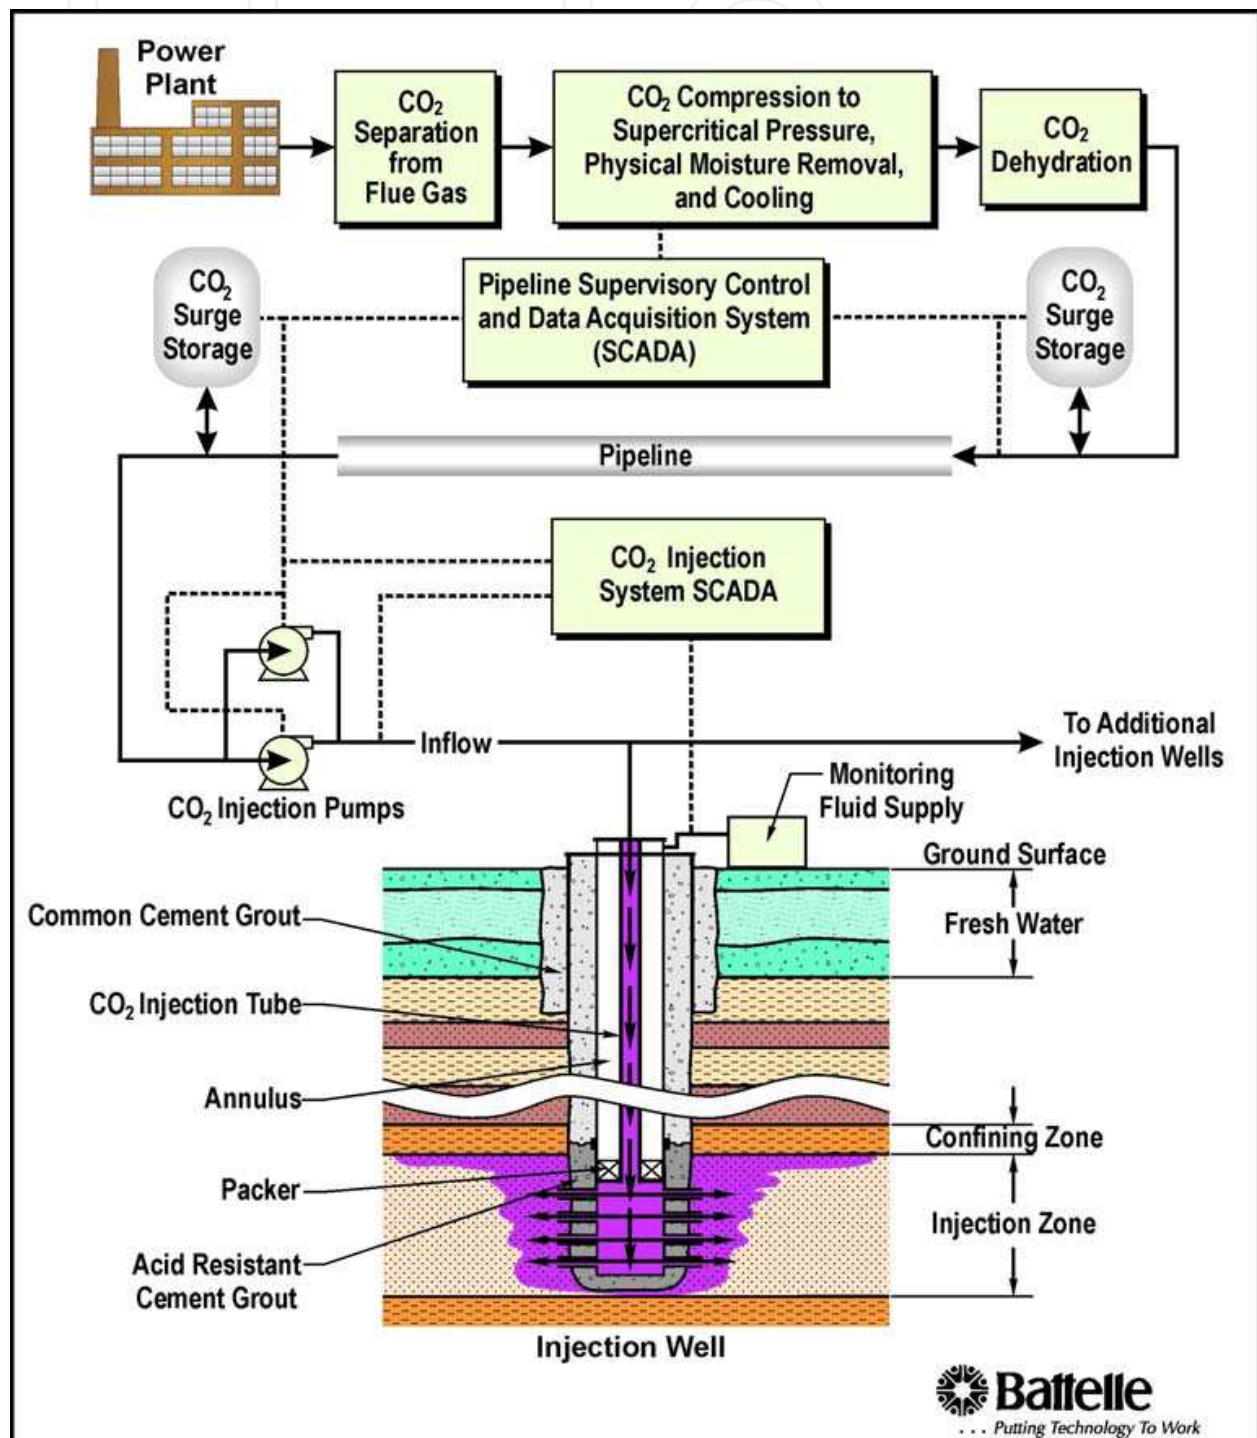 Power
Plant
CO₂
Separation
from
Flue Gas
CO₂ Compression to
Supercritical Pressure,
Physical Moisture Removal,
and Cooling
CO₂
Dehydration
CO₂
Surge
Storage
Pipeline Supervisory Control
and Data Acquisition System
(SCADA)
CO₂
Surge
Storage
Pipeline
CO₂ Injection
System SCADA
Inflow
To Additional
Injection Wells
CO₂ Injection Pumps
Monitoring
Fluid Supply
Ground Surface
Common Cement Grout
Fresh Water
CO₂ Injection Tube
Annulus
Confining Zone
Packer
Injection Zone
Acid Resistant
Cement Grout
Injection Well
Battelle
. . . Putting Technology To Work